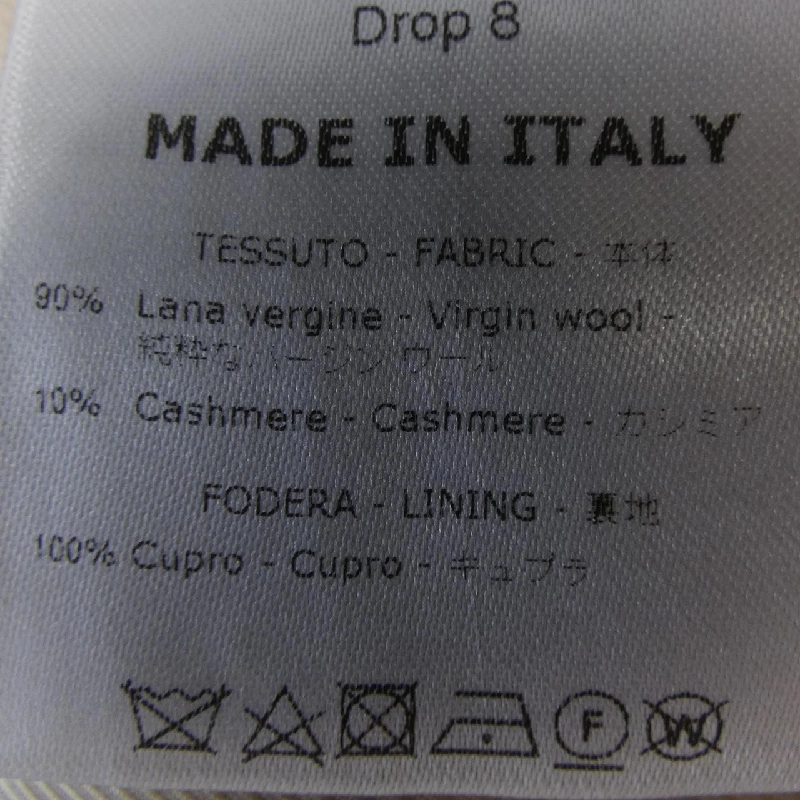 Drop 8
MADE IN ITALY
TESSUTO - FABRIC - 本体
90% Lana vergine - Virgin wool -
純粋なバージン ウール
10% Cashmere - Cashmere - カシミア
FODERA - LINING - 裏地
100% Cupro - Cupro - キュプラ
F W